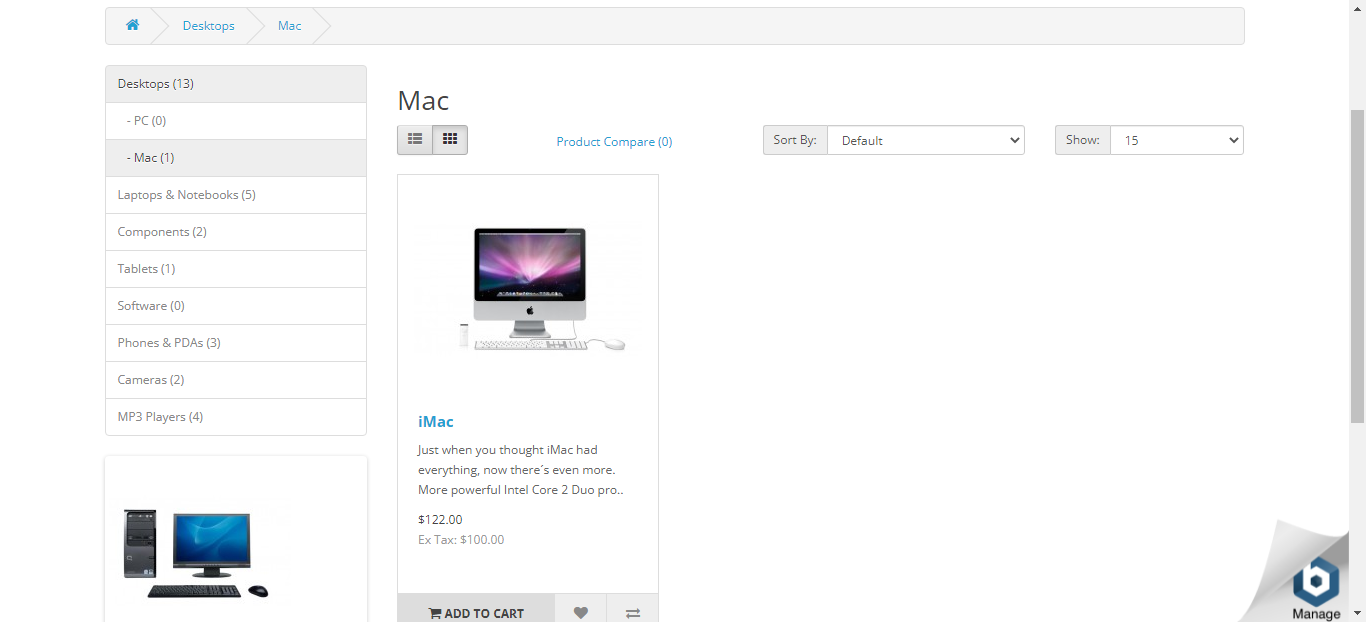 Desktops
Mac
Desktops (13)
- PC (0)
- Mac (1)
Laptops & Notebooks (5)
Components (2)
Tablets (1)
Software (0)
Phones & PDAs (3)
Cameras (2)
MP3 Players (4)
Mac
Product Compare (0)
Sort By:
Default
Show:
15
iMac
Just when you thought iMac had
everything, now there´s even more.
More powerful Intel Core 2 Duo pro..
$122.00
Ex Tax: $100.00
ADD TO CART
Manage